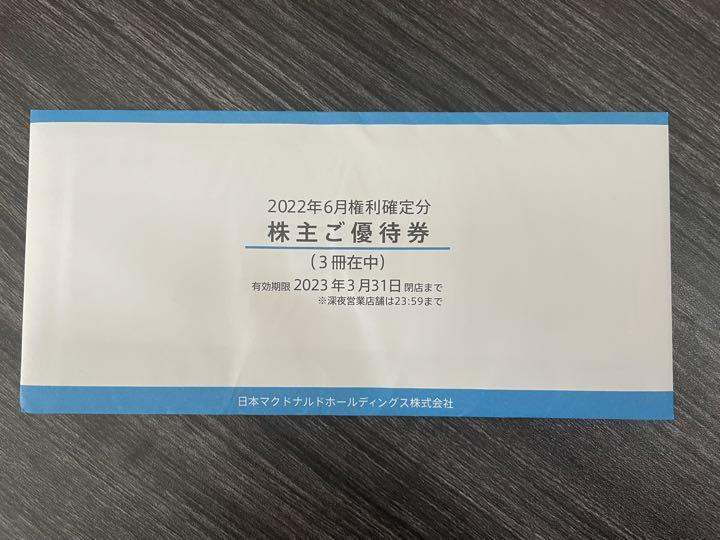 2022年6月権利確定分
株主ご優待券
(3冊在中)
有効期限 2023年3月31日閉店まで
※深夜営業店舗は23:59まで
日本マクドナルドホールディングス株式会社